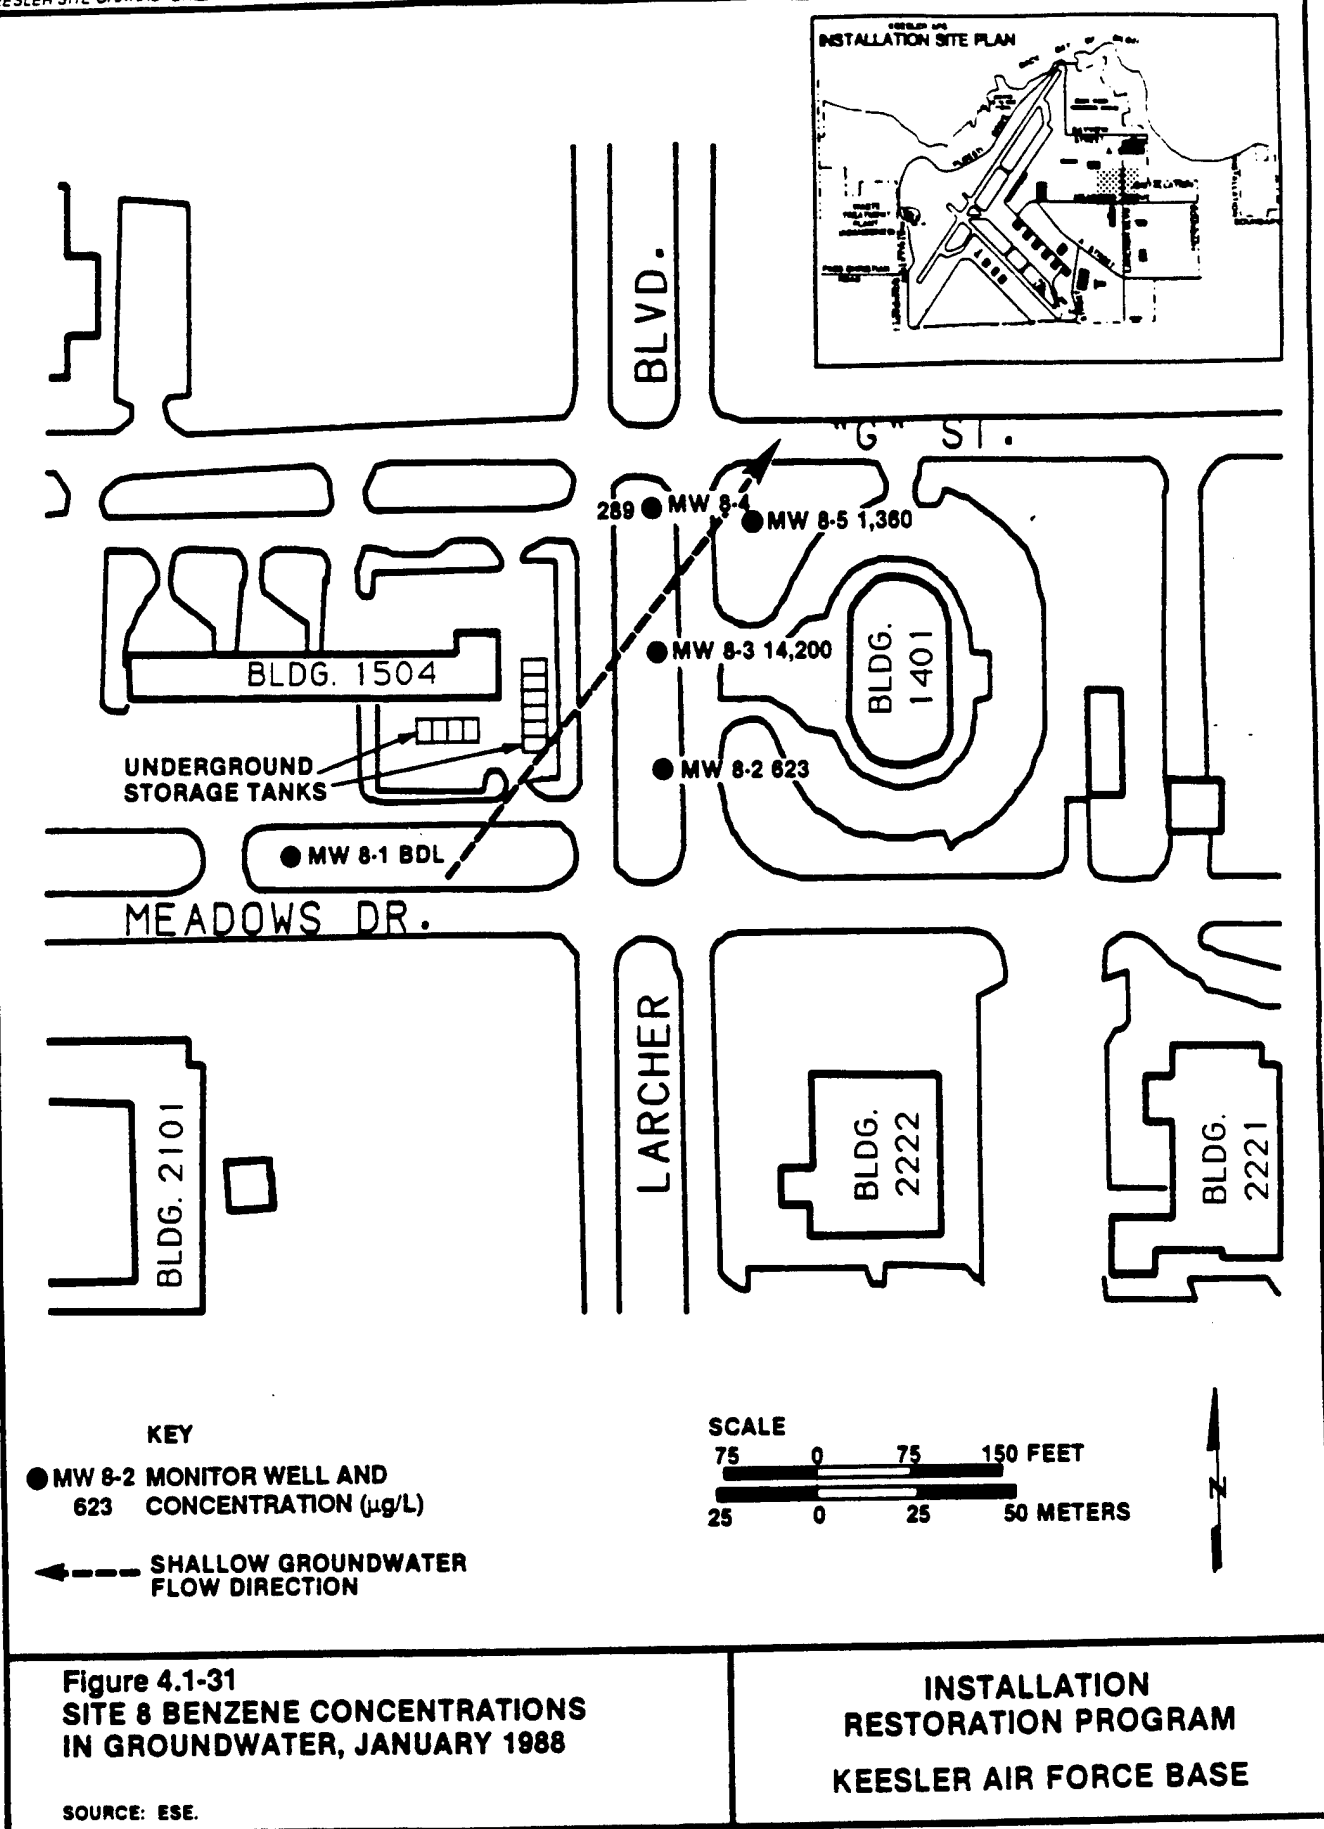 INSTALLATION SITE PLAN
BLVD.
"G" ST.
289 MW 8-4
MW 8-5 1,360
MW 8-3 14,200
BLDG. 1504
BLDG.
1401
UNDERGROUND
STORAGE TANKS
MW 8-2 623
MW 8-1 BDL
MEADOWS DR.
LARCHER
BLDG. 2101
BLDG.
2222
BLDG.
2221
KEY
MW 8-2 MONITOR WELL AND
623 CONCENTRATION (µg/L)
SHALLOW GROUNDWATER
FLOW DIRECTION
SCALE
75 0 75 150 FEET
25 0 25 50 METERS
N
Figure 4.1-31
SITE 8 BENZENE CONCENTRATIONS
IN GROUNDWATER, JANUARY 1988
SOURCE: ESE.
INSTALLATION
RESTORATION PROGRAM
KEESLER AIR FORCE BASE